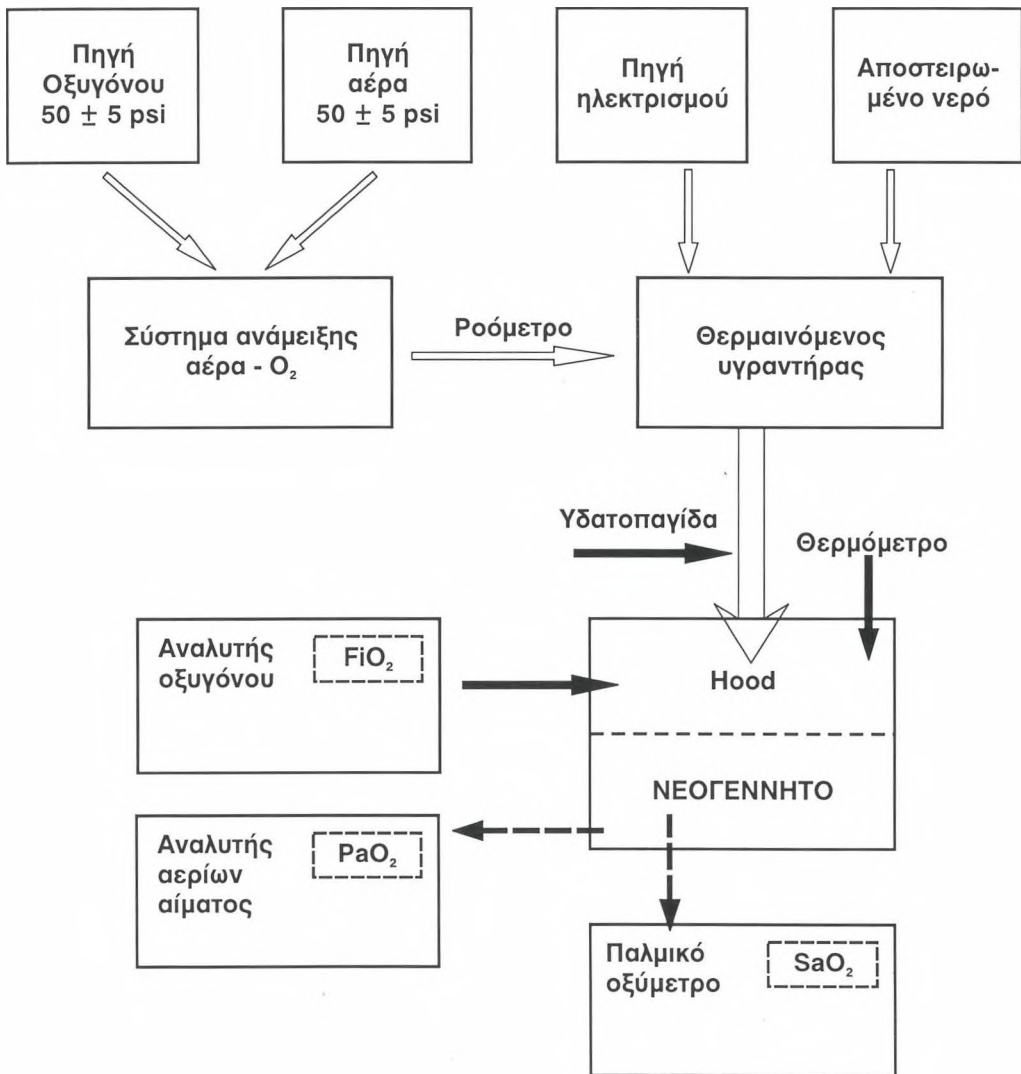 Πηγή
Οξυγόνου
50 ± 5 psi
Πηγή
αέρα
50 ± 5 psi
Πηγή
ηλεκτρισμού
Αποστειρω-
μένο νερό
Σύστημα ανάμειξης
αέρα - O₂
Ροόμετρο
Θερμαινόμενος
υγραντήρας
Υδατοπαγίδα
Θερμόμετρο
Αναλυτής
οξυγόνου
FiO₂
Hood
ΝΕΟΓΕΝΝΗΤΟ
Αναλυτής
αερίων
αίματος
PaO₂
Παλμικό
οξύμετρο
SaO₂